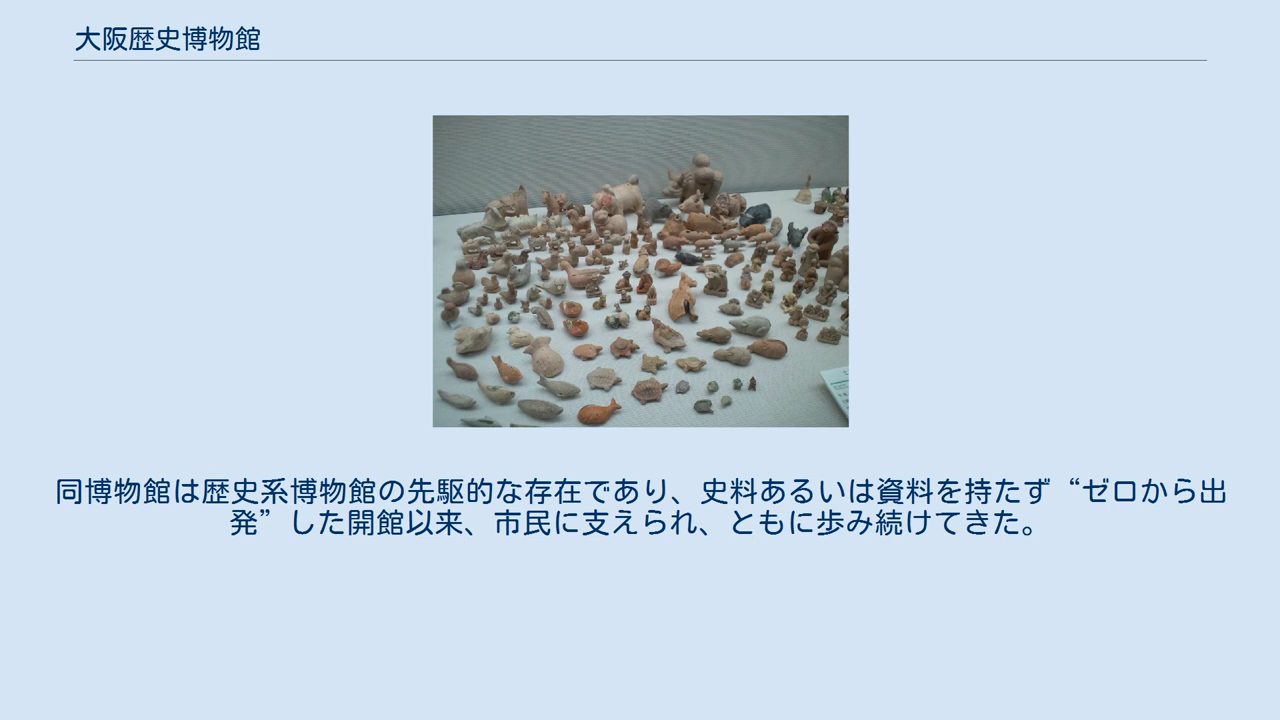 大阪歴史博物館
同博物館は歴史系博物館の先駆的な存在であり、史料あるいは資料を持たず“ゼロから出
発”した開館以来、市民に支えられ、ともに歩み続けてきた。